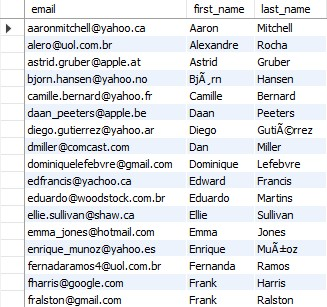 email first_name last_name
aaronmitchell@yahoo.ca Aaron Mitchell
alero@uol.com.br Alexandre Rocha
astrid.gruber@apple.at Astrid Gruber
bjorn.hansen@yahoo.no BjÃ¸rn Hansen
camille.bernard@yahoo.fr Camille Bernard
daan_peeters@apple.be Daan Peeters
diego.gutierrez@yahoo.ar Diego GutiÃ©rrez
dmiller@comcast.com Dan Miller
dominiquelefebvre@gmail.com Dominique Lefebvre
edfrancis@yachoo.ca Edward Francis
eduardo@woodstock.com.br Eduardo Martins
ellie.sullivan@shaw.ca Ellie Sullivan
emma_jones@hotmail.com Emma Jones
enrique_munoz@yahoo.es Enrique MuÃ±oz
fernadaramos4@uol.com.br Fernanda Ramos
fharris@google.com Frank Harris
fralston@gmail.com Frank Ralston